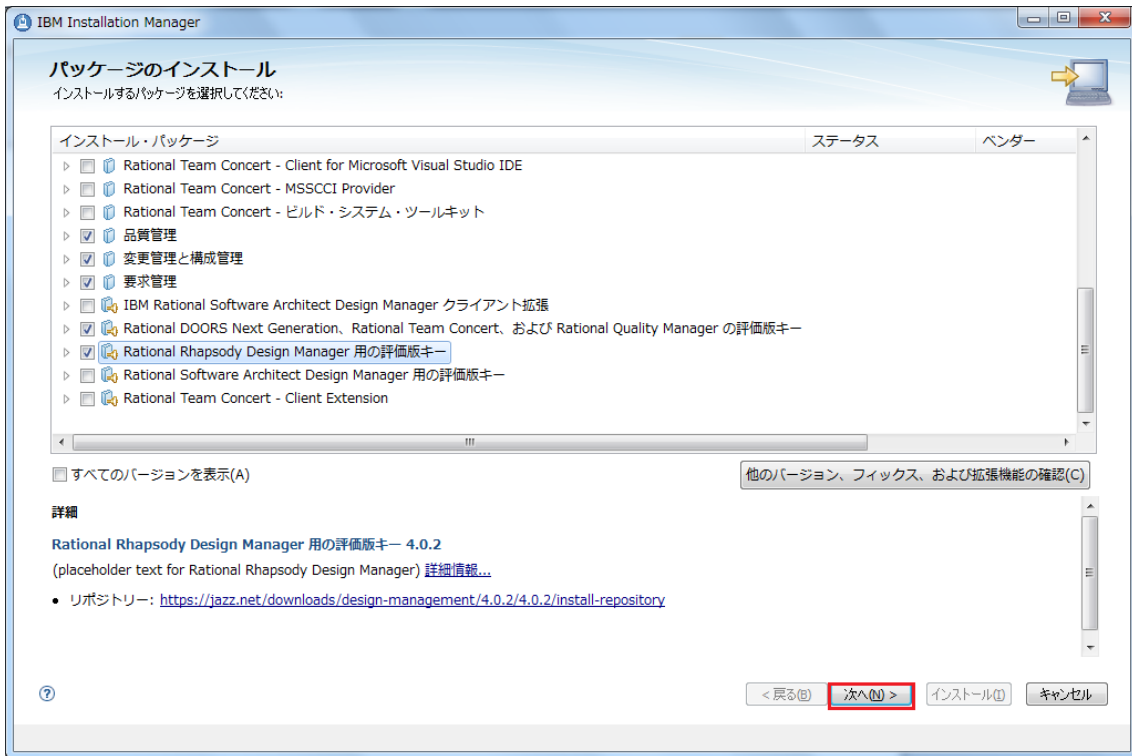 IBM Installation Manager
パッケージのインストール
インストールするパッケージを選択してください:
インストール・パッケージ ステータス ベンダー
Rational Team Concert - Client for Microsoft Visual Studio IDE
Rational Team Concert - MSSCCI Provider
Rational Team Concert - ビルド・システム・ツールキット
品質管理
変更管理と構成管理
要求管理
IBM Rational Software Architect Design Manager クライアント拡張
Rational DOORS Next Generation、Rational Team Concert、および Rational Quality Manager の評価版キー
Rational Rhapsody Design Manager 用の評価版キー
Rational Software Architect Design Manager 用の評価版キー
Rational Team Concert - Client Extension
すべてのバージョンを表示(A) 他のバージョン、フィックス、および拡張機能の確認(C)
詳細
Rational Rhapsody Design Manager 用の評価版キー 4.0.2
(placeholder text for Rational Rhapsody Design Manager) 詳細情報...
• リポジトリー: https://jazz.net/downloads/design-management/4.0.2/4.0.2/install-repository
? < 戻る(B) 次へ(N) > インストール(I) キャンセル